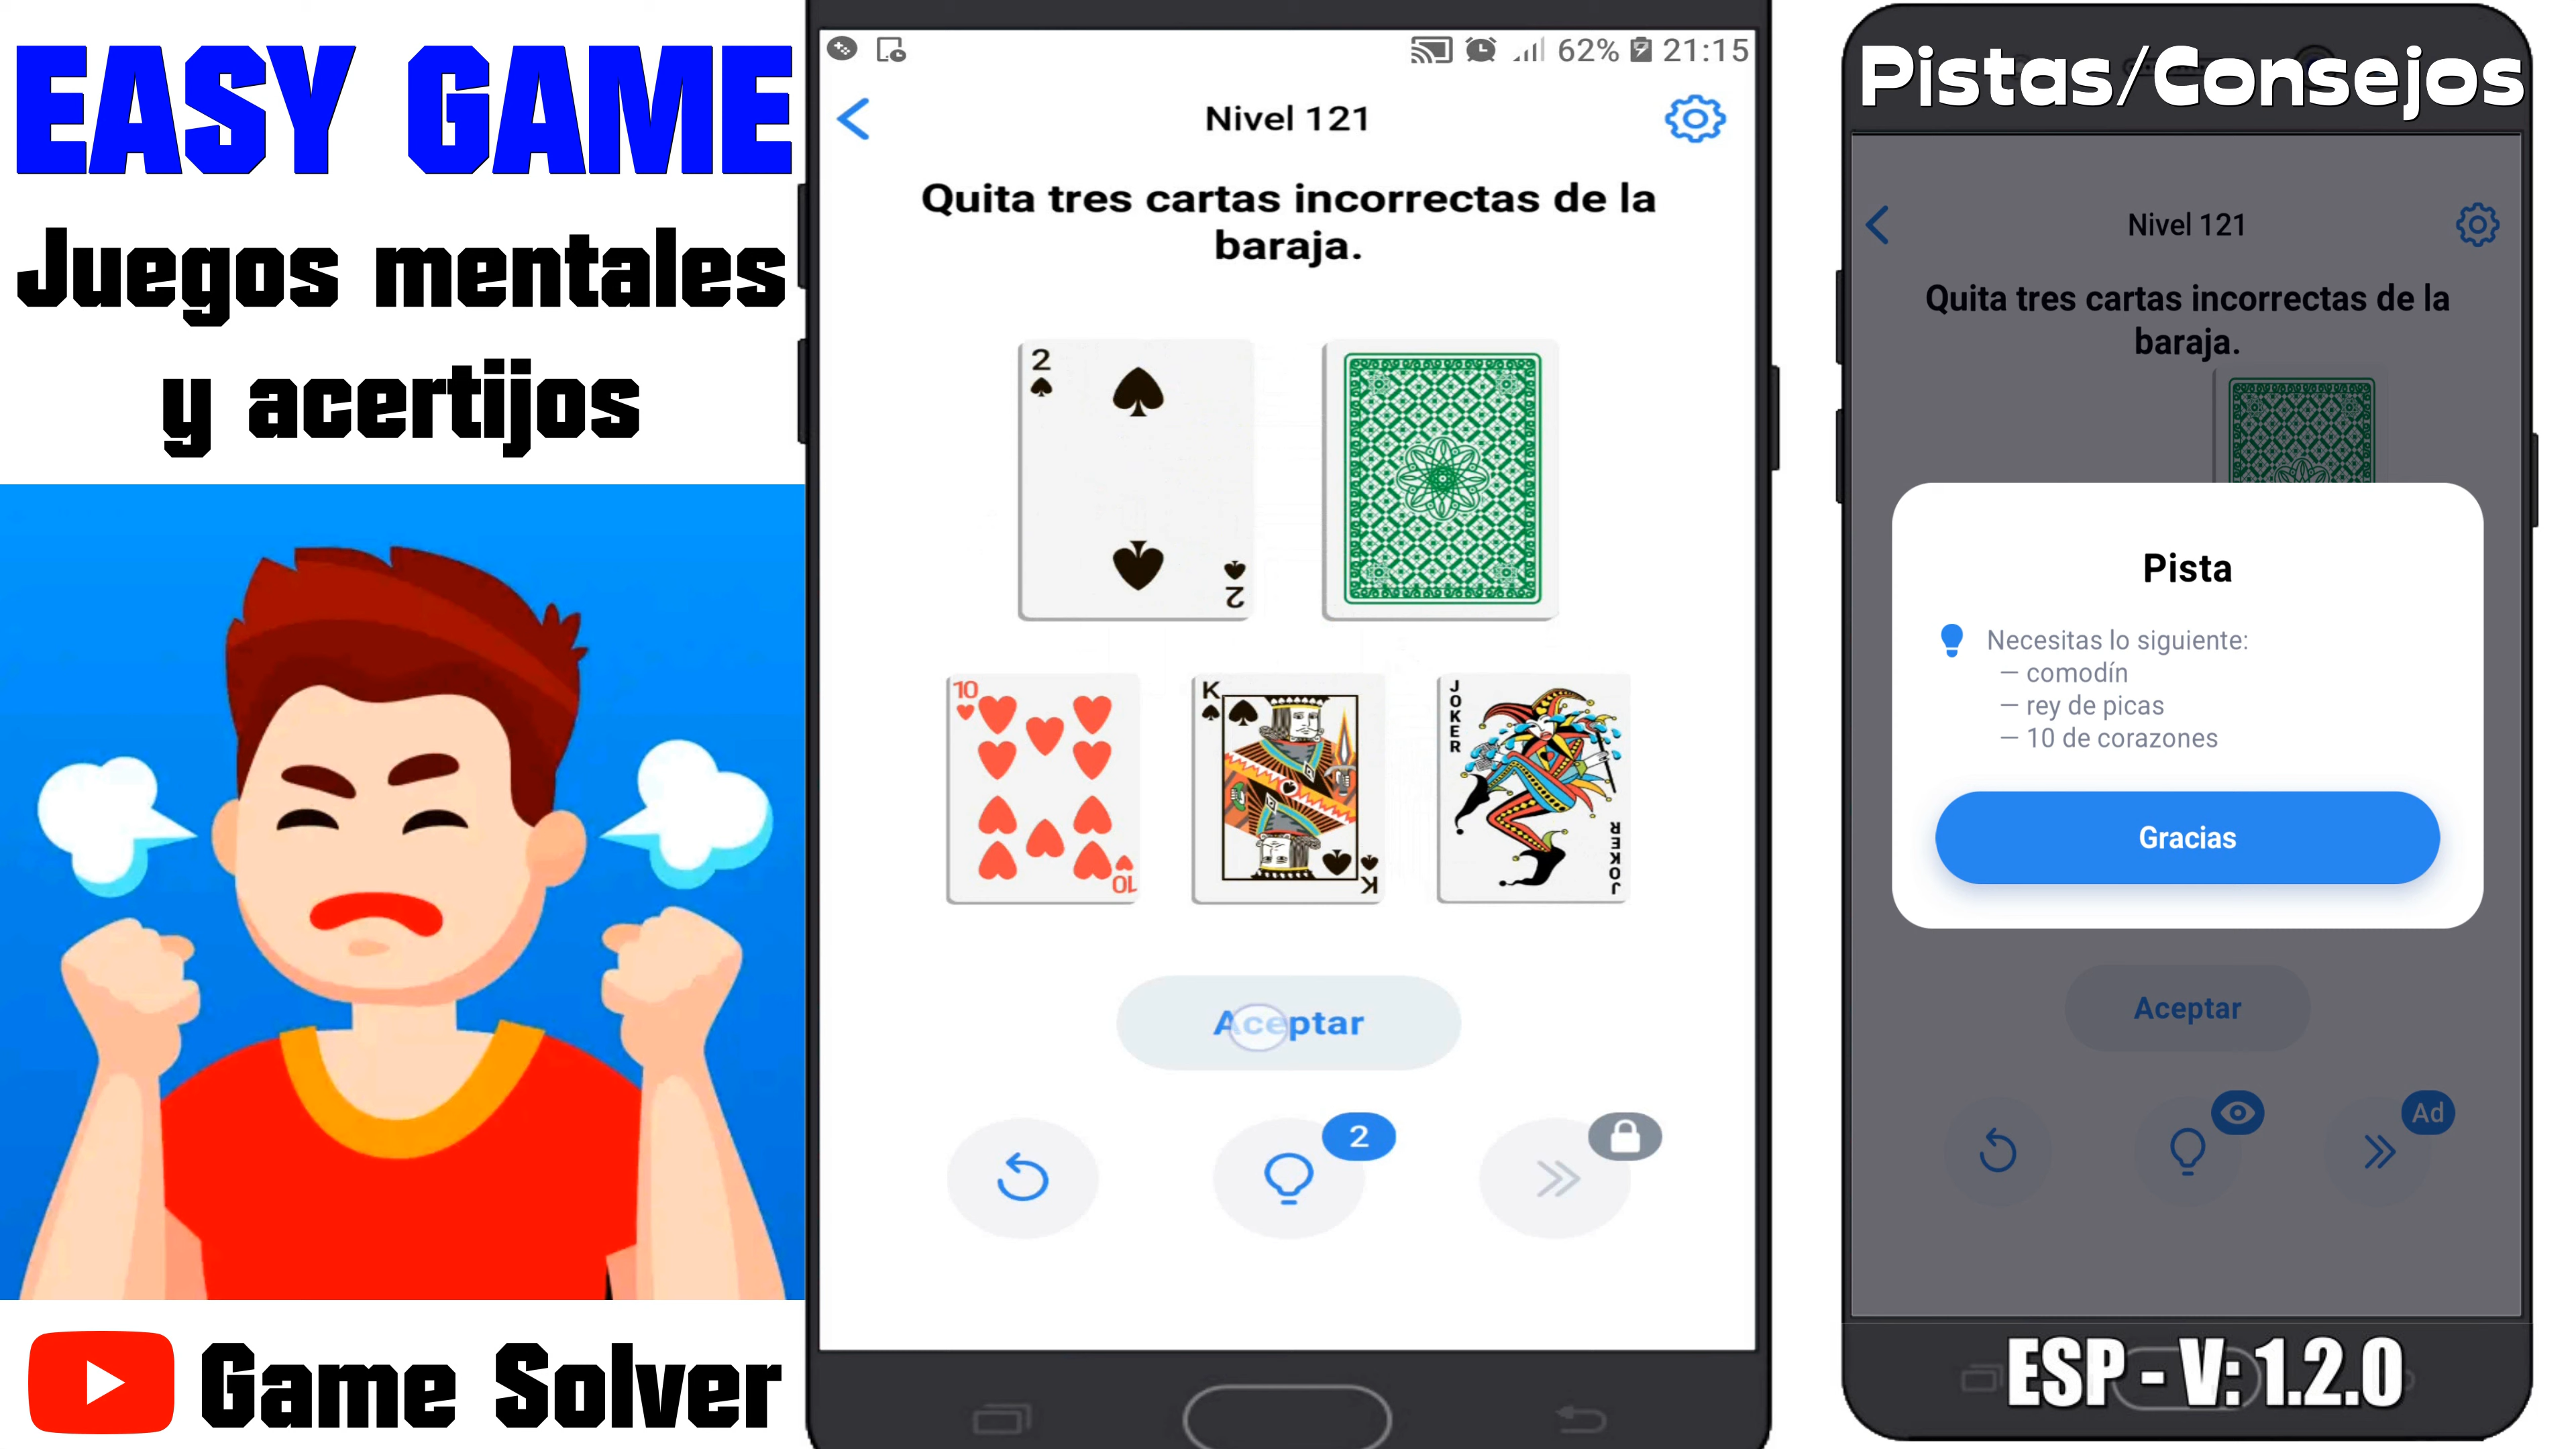 EASY GAME
Juegos mentales
y acertijos
Game Solver
62% 21:15
Nivel 121
Quita tres cartas incorrectas de la
baraja.
2
2
10
10
K
K
JOKER
JOKER
Aceptar
2
Pistas/Consejos
Nivel 121
Quita tres cartas incorrectas de la
baraja.
Pista
Necesitas lo siguiente:
– comodín
– rey de picas
– 10 de corazones
Gracias
Aceptar
Ad
ESP - V: 1.2.0